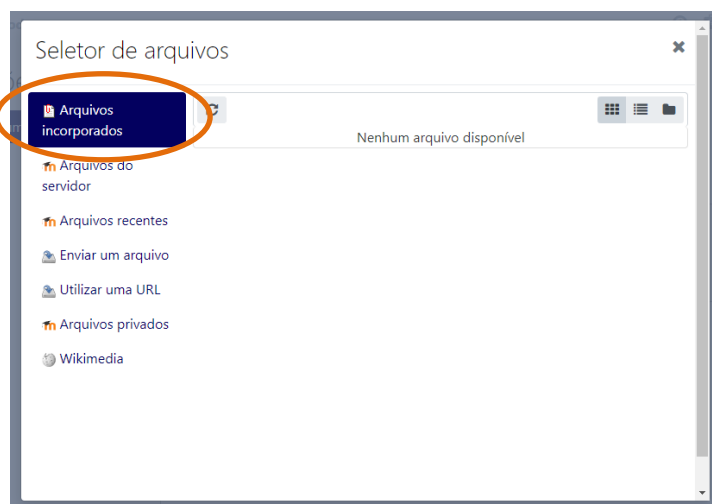 Seletor de arquivos
Arquivos
incorporados
Nenhum arquivo disponível
Arquivos do
servidor
Arquivos recentes
Enviar um arquivo
Utilizar uma URL
Arquivos privados
Wikimedia